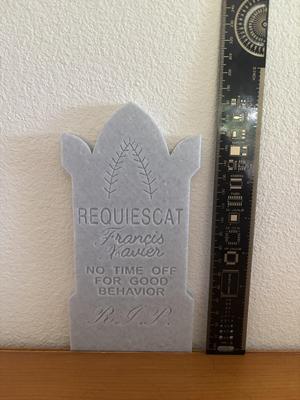 REQUIESCAT
Francis
Xavier
NO TIME OFF
FOR GOOD
BEHAVIOR
R.I.P.